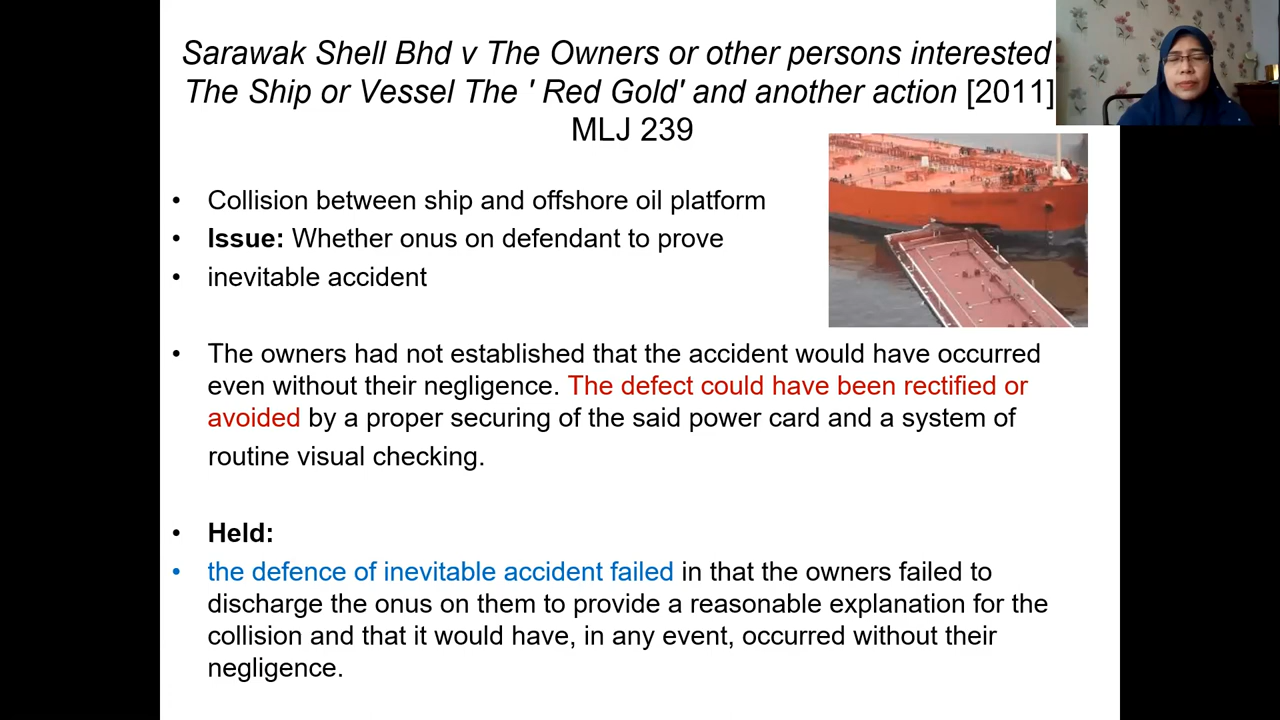 Sarawak Shell Bhd v The Owners or other persons interested
The Ship or Vessel The ' Red Gold' and another action [2011]
MLJ 239
• Collision between ship and offshore oil platform
• Issue: Whether onus on defendant to prove
• inevitable accident
• The owners had not established that the accident would have occurred
even without their negligence. The defect could have been rectified or
avoided by a proper securing of the said power card and a system of
routine visual checking.
• Held:
• the defence of inevitable accident failed in that the owners failed to
discharge the onus on them to provide a reasonable explanation for the
collision and that it would have, in any event, occurred without their
negligence.